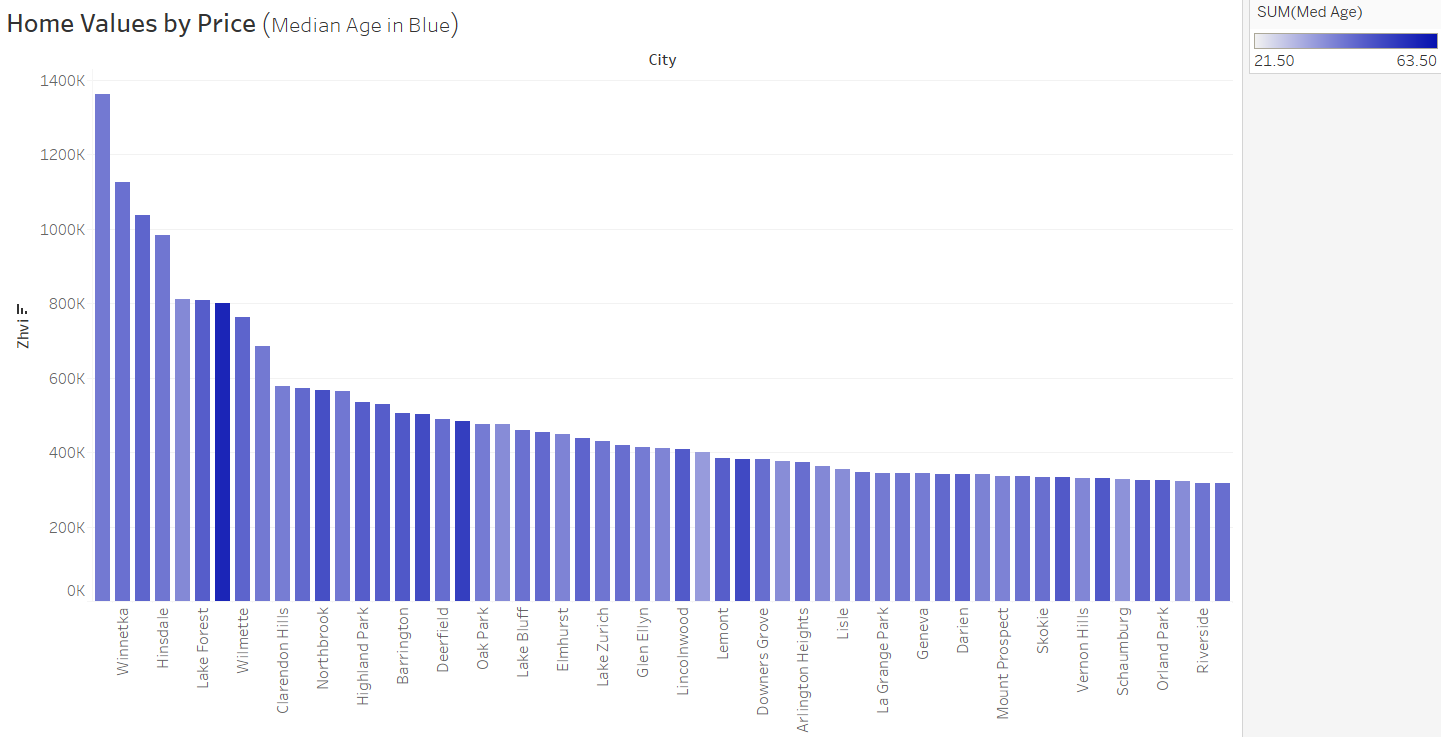 Home Values by Price (Median Age in Blue)
SUM(Med Age)
21.50 63.50
City
Zhvi
1400K
1200K
1000K
800K
600K
400K
200K
0K
Winnetka
Hinsdale
Lake Forest
Wilmette
Clarendon Hills
Northbrook
Highland Park
Barrington
Deerfield
Oak Park
Lake Bluff
Elmhurst
Lake Zurich
Glen Ellyn
Lincolnwood
Lemont
Downers Grove
Arlington Heights
Lisle
La Grange Park
Geneva
Darien
Mount Prospect
Skokie
Vernon Hills
Schaumburg
Orland Park
Riverside